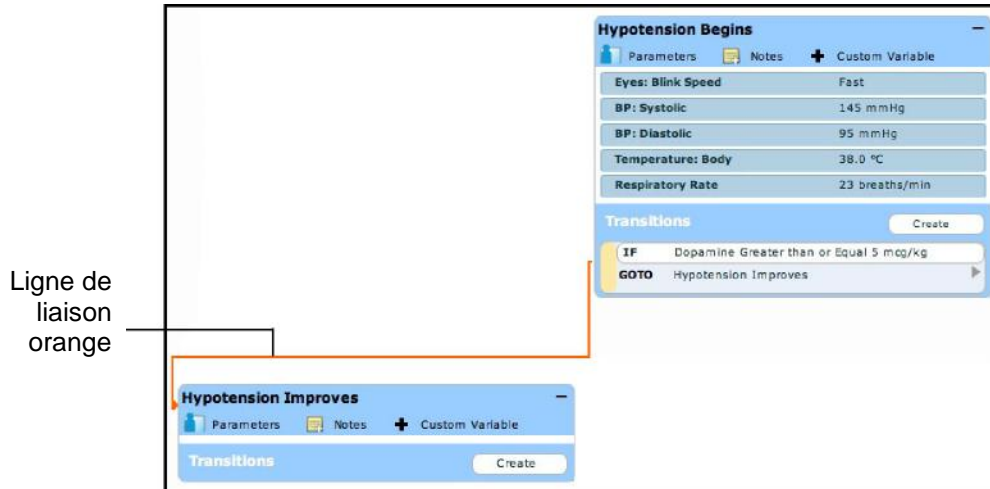 Hypotension Begins
Parameters Notes Custom Variable
Eyes: Blink Speed Fast
BP: Systolic 145 mmHg
BP: Diastolic 95 mmHg
Temperature: Body 38.0 ºC
Respiratory Rate 23 breaths/min
Transitions Create
IF Dopamine Greater than or Equal 5 mcg/kg
GOTO Hypotension Improves
Ligne de
liaison
orange
Hypotension Improves
Parameters Notes Custom Variable
Transitions Create